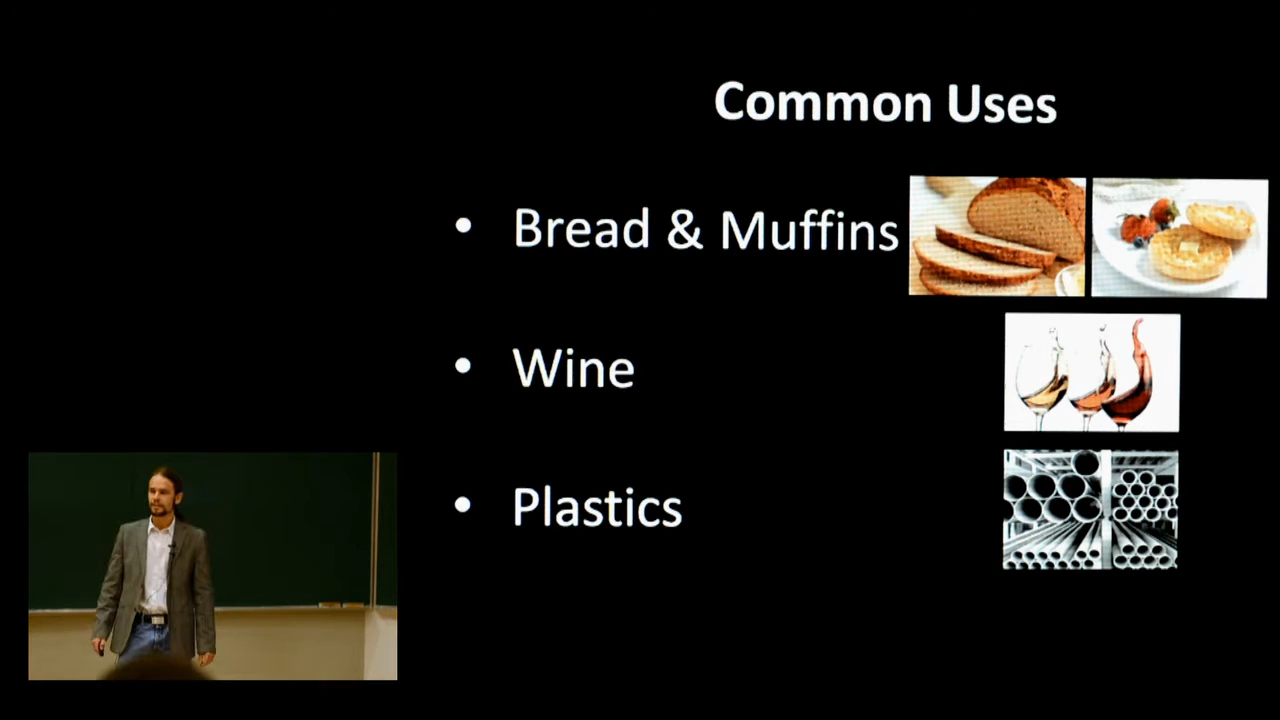 Common Uses
• Bread & Muffins
• Wine
• Plastics